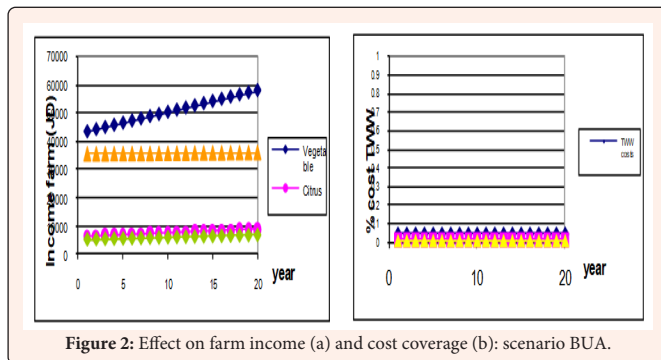 70000
60000
50000
40000
30000
20000
10000
0
Income farm (JD)
0 5 10 15 20
year
Vegeta
ble
Citrus
1
0.9
0.8
0.7
0.6
0.5
0.4
0.3
0.2
0.1
0
% cost TWW
0 10 20
year
TWW
costs
Figure 2: Effect on farm income (a) and cost coverage (b): scenario BUA.